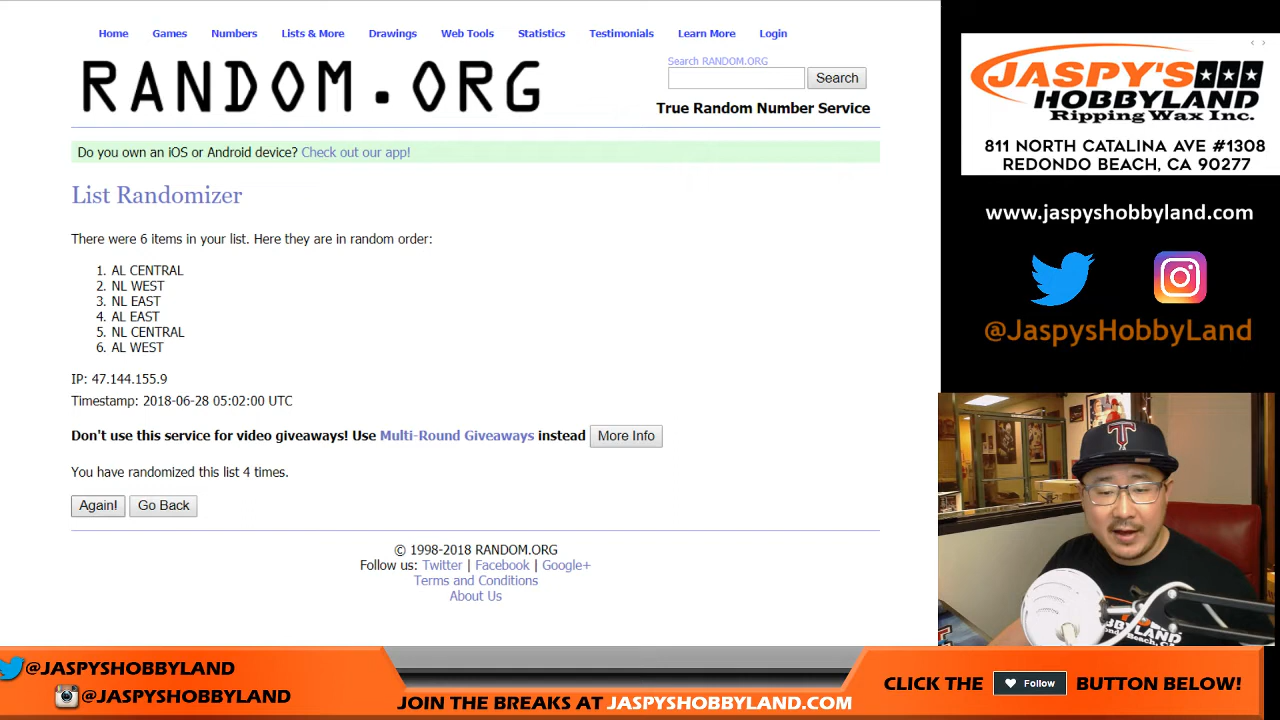 Home Games Numbers Lists & More Drawings Web Tools Statistics Testimonials Learn More Login
RANDOM.ORG
Search RANDOM.ORG
Search
True Random Number Service
Do you own an iOS or Android device? Check out our app!
List Randomizer
There were 6 items in your list. Here they are in random order:
1. AL CENTRAL
2. NL WEST
3. NL EAST
4. AL EAST
5. NL CENTRAL
6. AL WEST
IP: 47.144.155.9
Timestamp: 2018-06-28 05:02:00 UTC
Don't use this service for video giveaways! Use Multi-Round Giveaways instead More Info
You have randomized this list 4 times.
Again! Go Back
© 1998-2018 RANDOM.ORG
Follow us: Twitter | Facebook | Google+
Terms and Conditions
About Us
JASPY'S
HOBBYLAND
Ripping Wax Inc.
811 NORTH CATALINA AVE #1308
REDONDO BEACH, CA 90277
www.jaspyshobbyland.com
@JaspysHobbyLand
T
HOBBYLAND
@JASPYSHOBBYLAND
@JASPYSHOBBYLAND
JOIN THE BREAKS AT JASPYSHOBBYLAND.COM
CLICK THE Follow BUTTON BELOW!